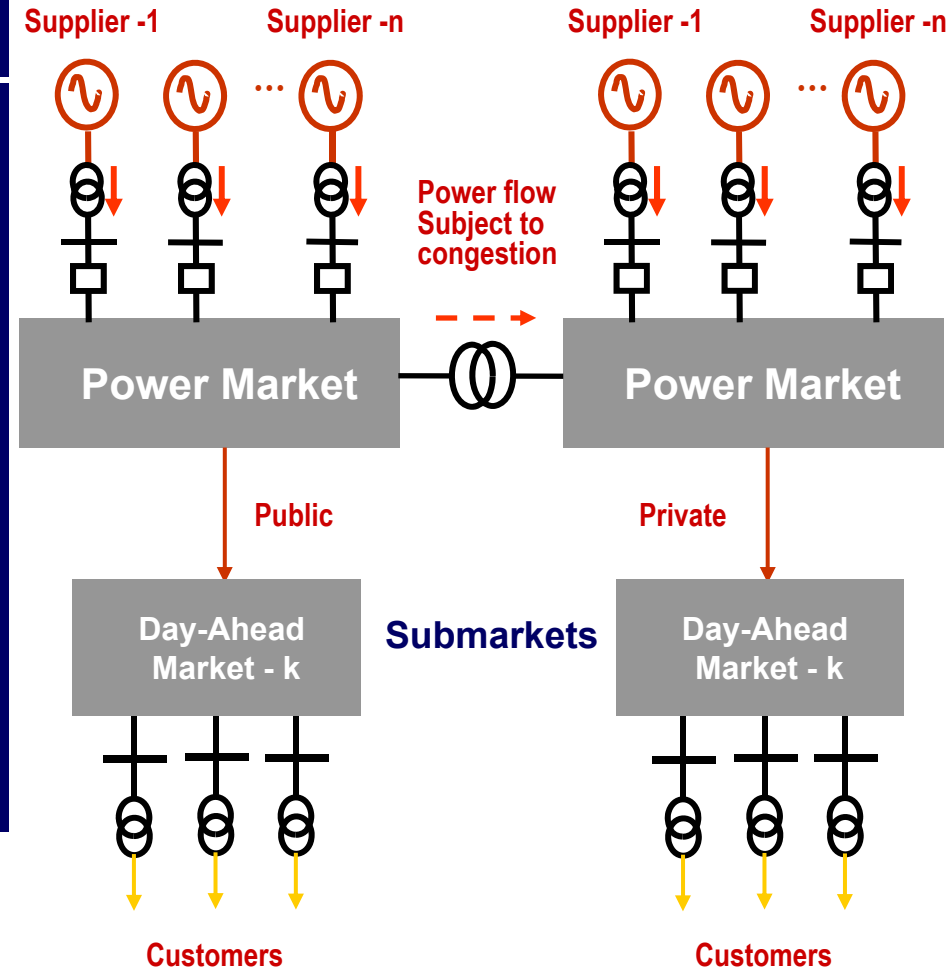 Supplier -1
Supplier -n
Supplier -1
Supplier -n
...
...
Power flow
Subject to
congestion
Power Market
Power Market
Public
Private
Day-Ahead
Market - k
Submarkets
Day-Ahead
Market - k
Customers
Customers